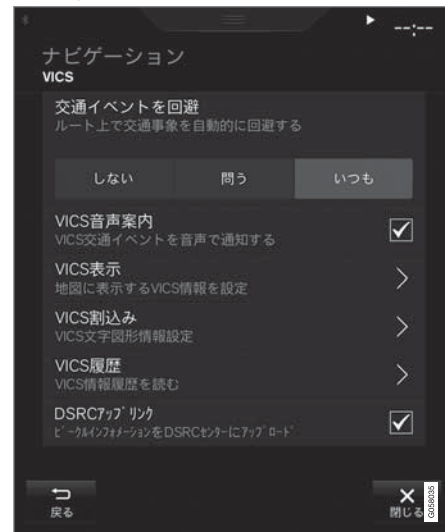 --:--
ナビゲーション
VICS
交通イベントを回避
ルート上で交通事象を自動的に回避する
しない 問う いつも
VICS音声案内
VICS交通イベントを音声で通知する
VICS表示
地図に表示するVICS情報を設定
VICS割込み
VICS文字図形情報設定
VICS履歴
VICS情報履歴を読む
DSRCｱｯﾌﾟﾘﾝｸ
ﾋﾞｰｸﾙｲﾝﾌｫﾒｰｼｮﾝをDSRCｾﾝﾀｰにｱｯﾌﾟﾛｰﾄﾞ
戻る
閉じる
G058035